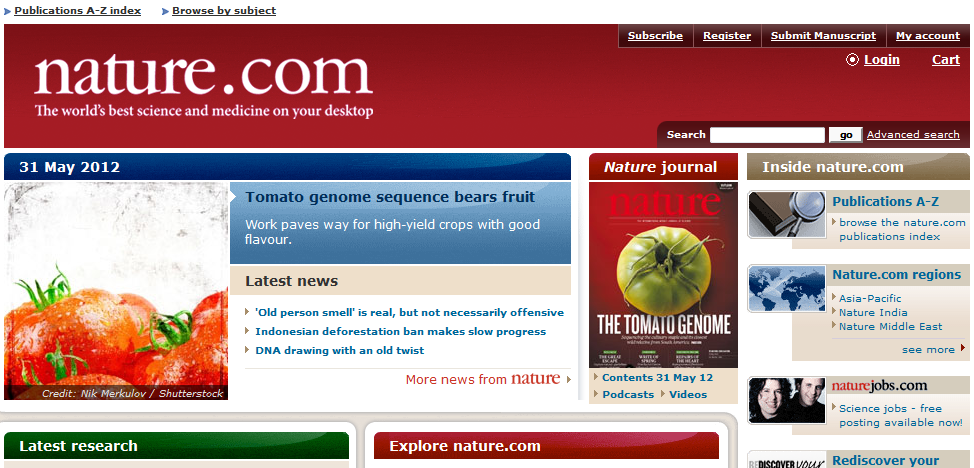 Publications A-Z index
Browse by subject
Subscribe
Register
Submit Manuscript
My account
nature.com
The world's best science and medicine on your desktop
Login
Cart
Search
go
Advanced search
31 May 2012
Tomato genome sequence bears fruit
Work paves way for high-yield crops with good
flavour.
Credit: Nik Merkulov / Shutterstock
Latest news
'Old person smell' is real, but not necessarily offensive
Indonesian deforestation ban makes slow progress
DNA drawing with an old twist
More news from nature
Nature journal
nature
THE TOMATO GENOME
Contents 31 May 12
Podcasts
Videos
Inside nature.com
Publications A-Z
browse the nature.com
publications index
Nature.com regions
Asia-Pacific
Nature India
Nature Middle East
see more
naturejobs.com
Science jobs - free
posting available now!
REDISCOVER your
Rediscover your
Latest research
Explore nature.com